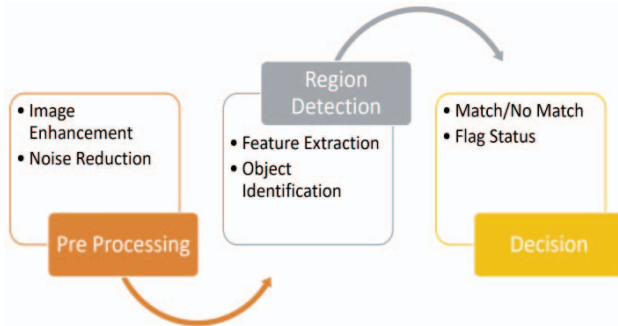 • Image
Enhancement
• Noise Reduction
Pre Processing
Region
Detection
• Feature Extraction
• Object
Identification
• Match/No Match
• Flag Status
Decision